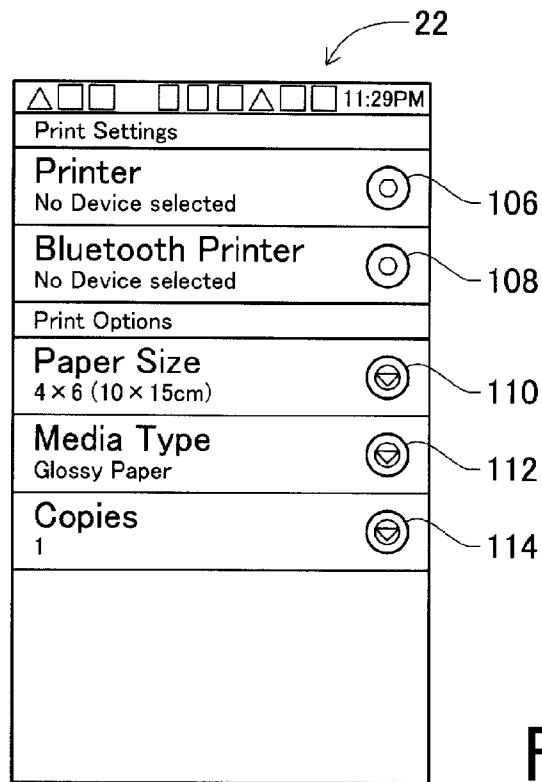 22
11:29PM
Print Settings
Printer
No Device selected
106
Bluetooth Printer
No Device selected
108
Print Options
Paper Size
4×6 (10×15cm)
110
Media Type
Glossy Paper
112
Copies
1
114